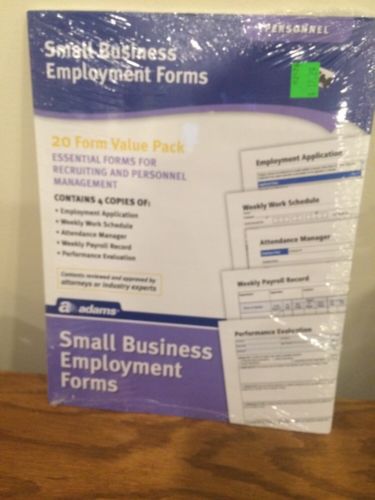 PERSONNEL
Small Business
Employment Forms
20 Form Value Pack
ESSENTIAL FORMS FOR
RECRUITING AND PERSONNEL
MANAGEMENT
CONTAINS 4 COPIES OF:
• Employment Application
• Weekly Work Schedule
• Attendance Manager
• Weekly Payroll Record
• Performance Evaluation
Contents reviewed and approved by
attorneys or industry experts
adams
Small Business
Employment
Forms
Employment Application
Weekly Work Schedule
Attendance Manager
Weekly Payroll Record
Performance Evaluation